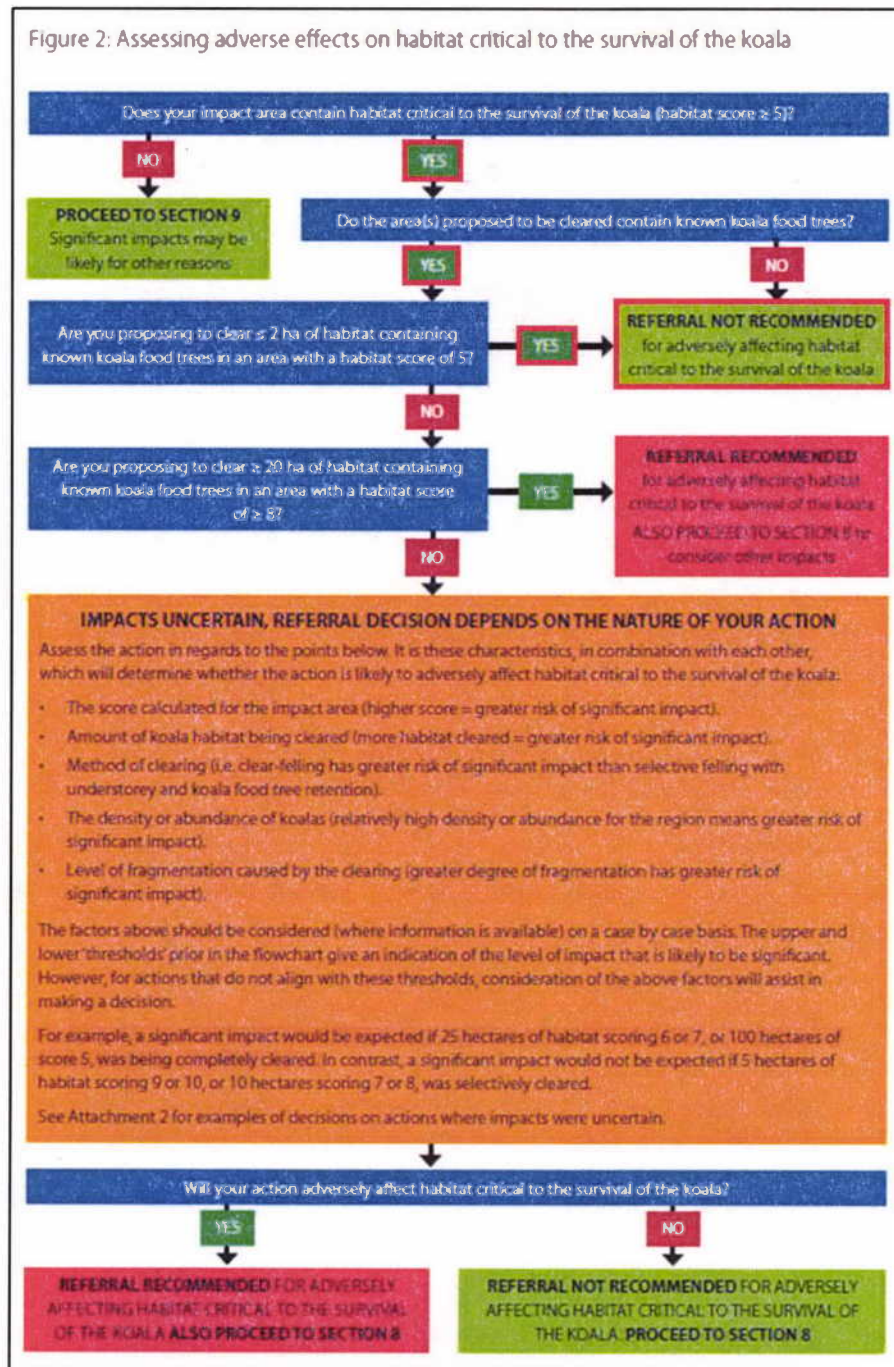 Figure 2: Assessing adverse effects on habitat critical to the survival of the koala
Does your impact area contain habitat critical to the survival of the koala (habitat score ≥ 5)?
NO
YES
PROCEED TO SECTION 9
Significant impacts may be
likely for other reasons
Do the area(s) proposed to be cleared contain known koala food trees?
YES
NO
Are you proposing to clear ≤ 2 ha of habitat containing
known koala food trees in an area with a habitat score of 5?
YES
REFERRAL NOT RECOMMENDED
for adversely affecting habitat
critical to the survival of the koala
NO
Are you proposing to clear ≥ 20 ha of habitat containing
known koala food trees in an area with a habitat score
of ≥ 8?
YES
REFERRAL RECOMMENDED
for adversely affecting habitat
critical to the survival of the koala
ALSO PROCEED TO SECTION 8 to
consider other impacts
NO
IMPACTS UNCERTAIN, REFERRAL DECISION DEPENDS ON THE NATURE OF YOUR ACTION
Assess the action in regards to the points below. It is these characteristics, in combination with each other,
which will determine whether the action is likely to adversely affect habitat critical to the survival of the koala:
• The score calculated for the impact area (higher score = greater risk of significant impact).
• Amount of koala habitat being cleared (more habitat cleared = greater risk of significant impact).
• Method of clearing (i.e. clear-felling has greater risk of significant impact than selective felling with
understorey and koala food tree retention).
• The density or abundance of koalas (relatively high density or abundance for the region means greater risk of
significant impact).
• Level of fragmentation caused by the clearing (greater degree of fragmentation has greater risk of
significant impact).
The factors above should be considered (where information is available) on a case by case basis. The upper and
lower 'thresholds' prior in the flowchart give an indication of the level of impact that is likely to be significant.
However, for actions that do not align with these thresholds, consideration of the above factors will assist in
making a decision.
For example, a significant impact would be expected if 25 hectares of habitat scoring 6 or 7, or 100 hectares of
score 5, was being completely cleared. In contrast, a significant impact would not be expected if 5 hectares of
habitat scoring 9 or 10, or 10 hectares scoring 7 or 8, was selectively cleared.
See Attachment 2 for examples of decisions on actions where impacts were uncertain.
Will your action adversely affect habitat critical to the survival of the koala?
YES
NO
REFERRAL RECOMMENDED FOR ADVERSELY
AFFECTING HABITAT CRITICAL TO THE SURVIVAL
OF THE KOALA ALSO PROCEED TO SECTION 8
REFERRAL NOT RECOMMENDED FOR ADVERSELY
AFFECTING HABITAT CRITICAL TO THE SURVIVAL OF
THE KOALA. PROCEED TO SECTION 8